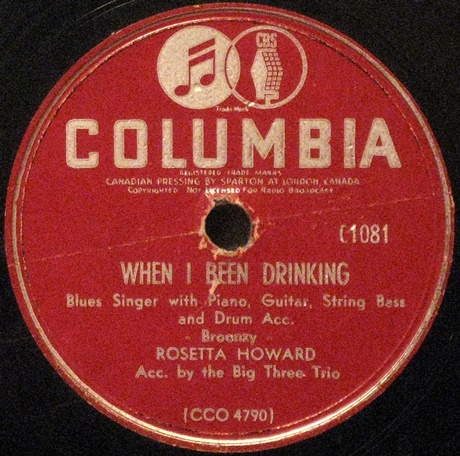 CBS
Trade Mark
COLUMBIA
REGISTERED TRADE MARKS
CANADIAN PRESSING BY SPARTON AT LONDON, CANADA
COPYRIGHTED. NOT LICENSED FOR RADIO BROADCAST
C1081
WHEN I BEEN DRINKING
Blues Singer with Piano, Guitar, String Bass
and Drum Acc.
- Broonzy -
ROSETTA HOWARD
Acc. by the Big Three Trio
(CCO 4790)